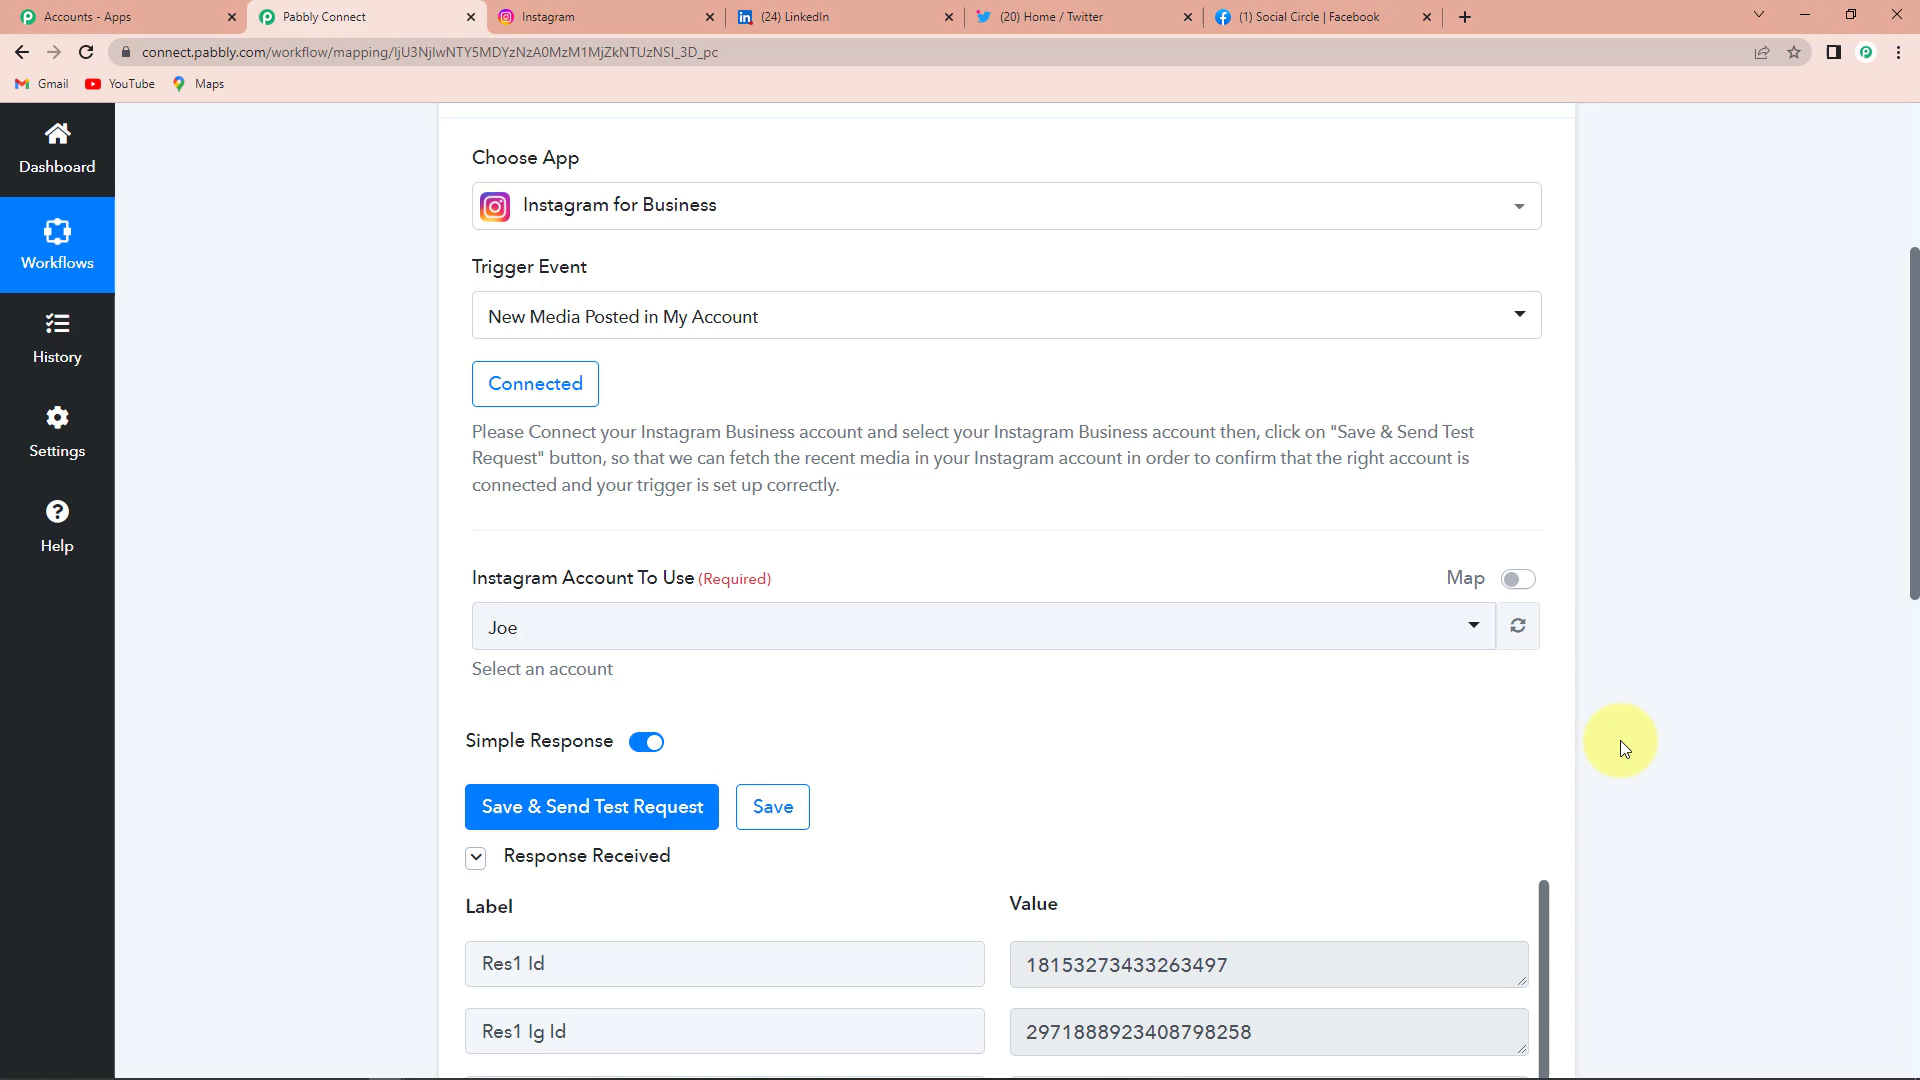 Accounts - Apps
Pabbly Connect
Instagram
(24) LinkedIn
(20) Home / Twitter
(1) Social Circle | Facebook
connect.pabbly.com/workflow/mapping/IjU3NjIwNTY5MDYzNzA0MzM1MjZkNTUzNSI_3D_pc
Gmail
YouTube
Maps
Dashboard
Workflows
History
Settings
Help
Choose App
Instagram for Business
Trigger Event
New Media Posted in My Account
Connected
Please Connect your Instagram Business account and select your Instagram Business account then, click on "Save & Send Test
Request" button, so that we can fetch the recent media in your Instagram account in order to confirm that the right account is
connected and your trigger is set up correctly.
Instagram Account To Use (Required)
Map
Joe
Select an account
Simple Response
Save & Send Test Request
Save
Response Received
Label
Value
Res1 Id
18153273433263497
Res1 Ig Id
2971888923408798258